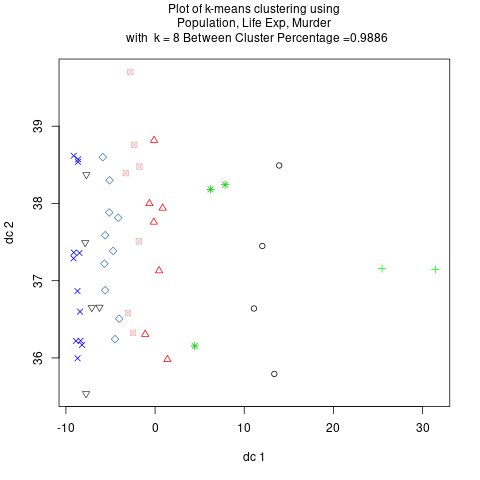 Plot of k-means clustering using
Population, Life Exp, Murder
with k = 8 Between Cluster Percentage =0.9886
39
38
37
36
dc 2
-10 0 10 20 30
dc 1